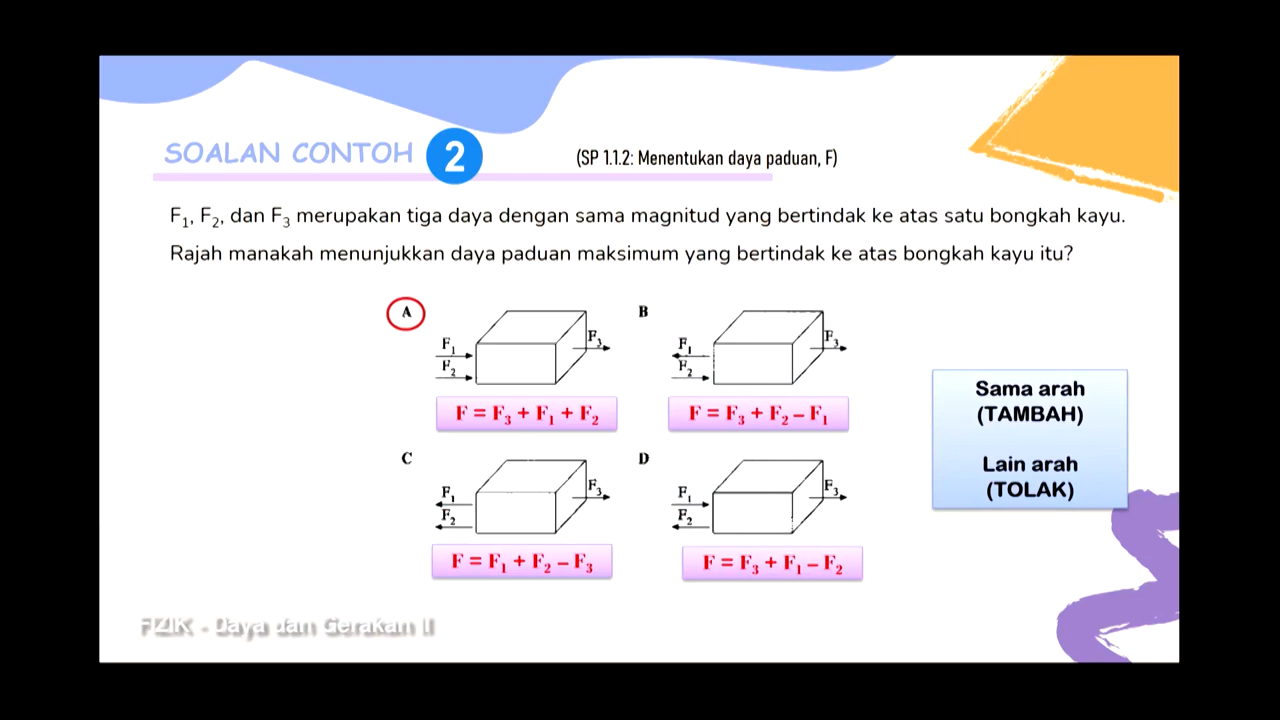 SOALAN CONTOH 2
(SP 1.1.2: Menentukan daya paduan, F)
F₁, F₂, dan F₃ merupakan tiga daya dengan sama magnitud yang bertindak ke atas satu bongkah kayu.
Rajah manakah menunjukkan daya paduan maksimum yang bertindak ke atas bongkah kayu itu?
A
F₁
F₂
F₃
F = F₃ + F₁ + F₂
B
F₁
F₂
F₃
F = F₃ + F₂ – F₁
C
F₁
F₂
F₃
F = F₁ + F₂ – F₃
D
F₁
F₂
F₃
F = F₃ + F₁ – F₂
Sama arah
(TAMBAH)
Lain arah
(TOLAK)
FIZIK - Daya dan Gerakan II